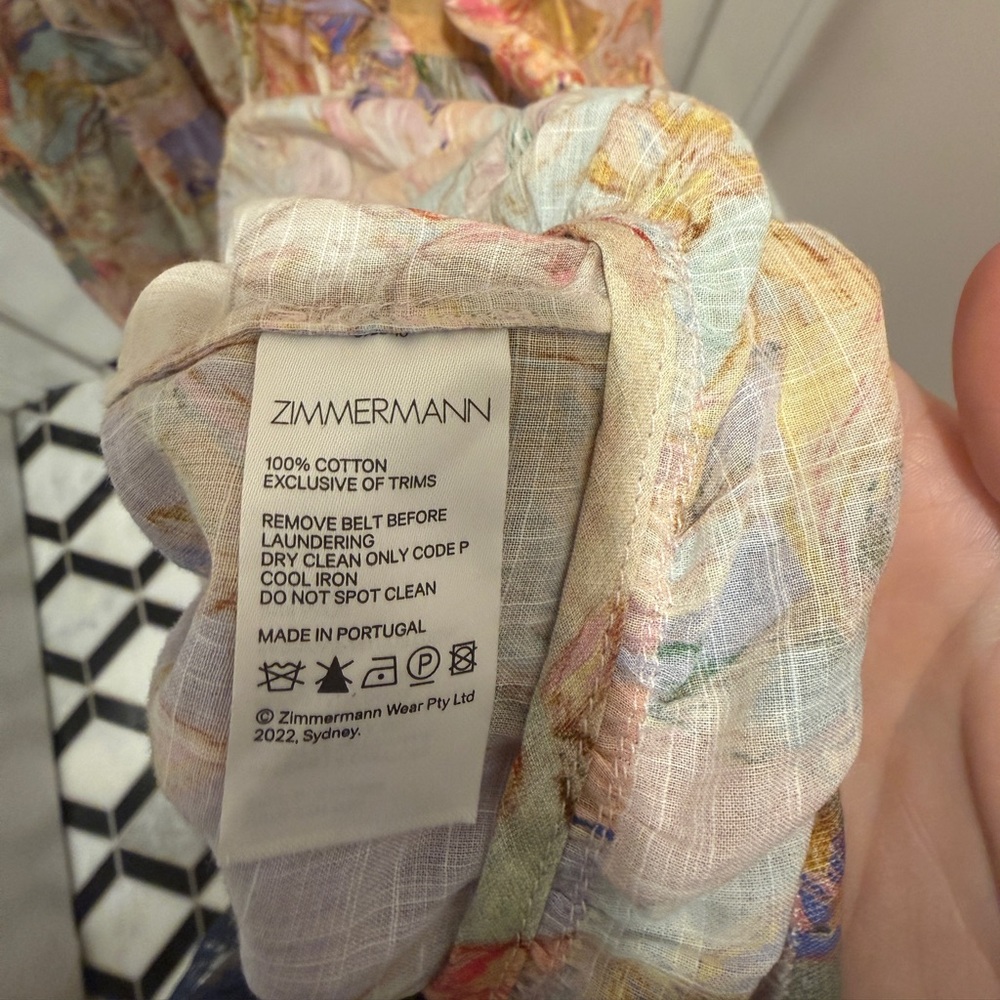 ZIMMERMANN
100% COTTON
EXCLUSIVE OF TRIMS
REMOVE BELT BEFORE
LAUNDERING
DRY CLEAN ONLY CODE P
COOL IRON
DO NOT SPOT CLEAN
MADE IN PORTUGAL
P
© Zimmermann Wear Pty Ltd
2022, Sydney.